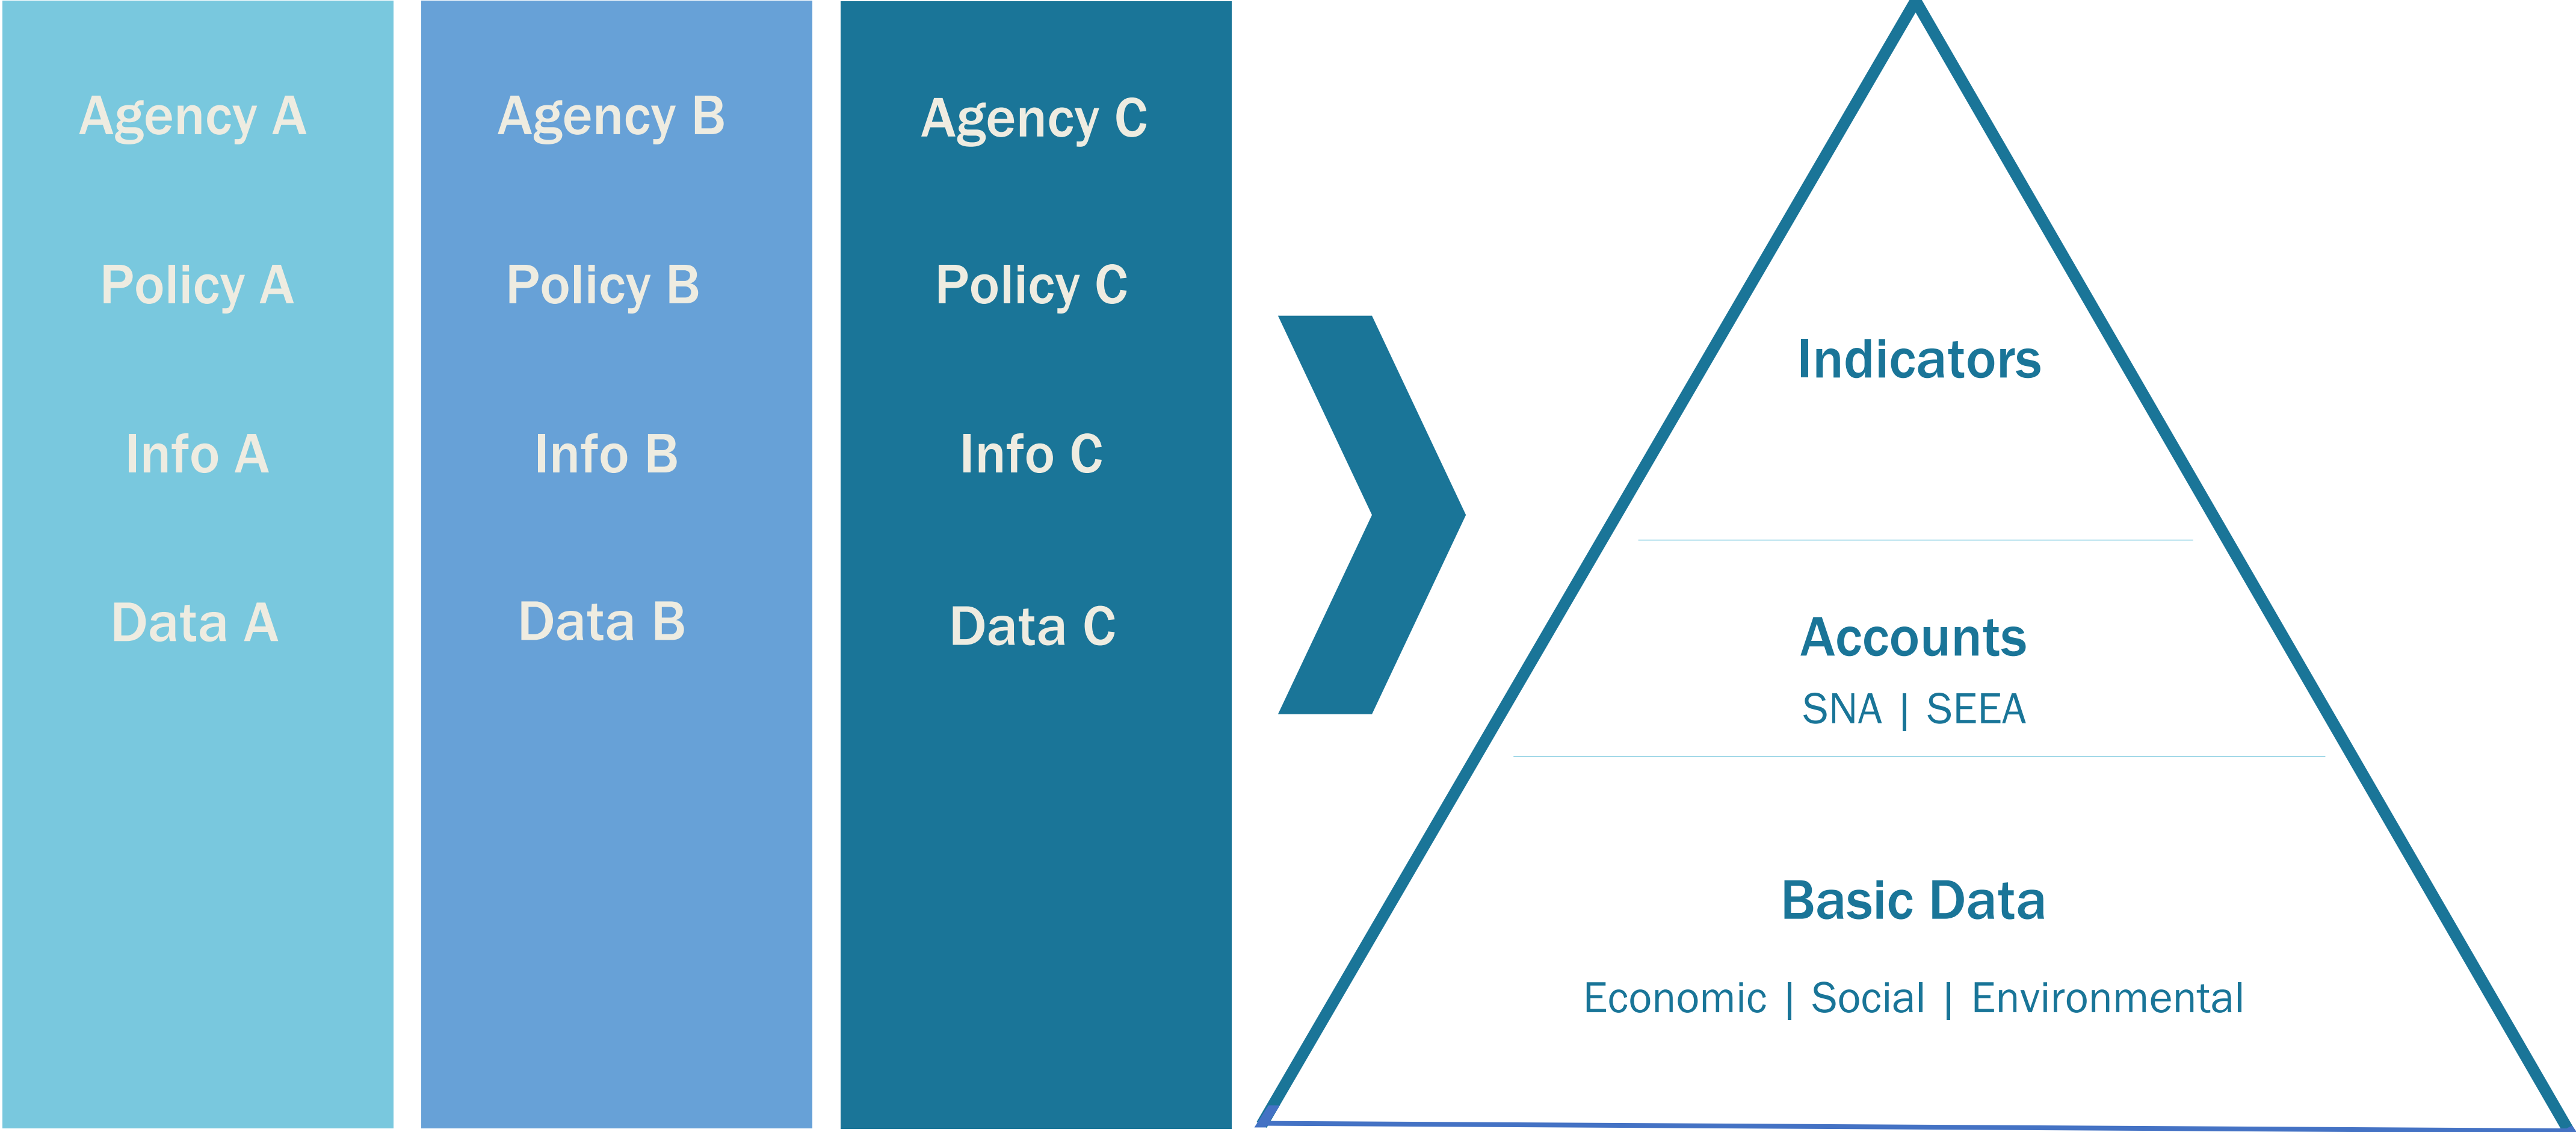 Agency A
Policy A
Info A
Data A
Agency B
Policy B
Info B
Data B
Agency C
Policy C
Info C
Data C
Indicators
Accounts
SNA | SEEA
Basic Data
Economic | Social | Environmental